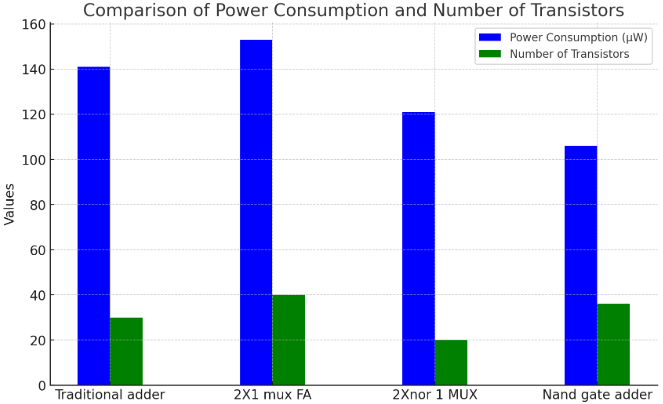 Comparison of Power Consumption and Number of Transistors
160
140
120
100
80
60
40
20
0
Values
Power Consumption (μW)
Number of Transistors
Traditional adder
2X1 mux FA
2Xnor 1 MUX
Nand gate adder